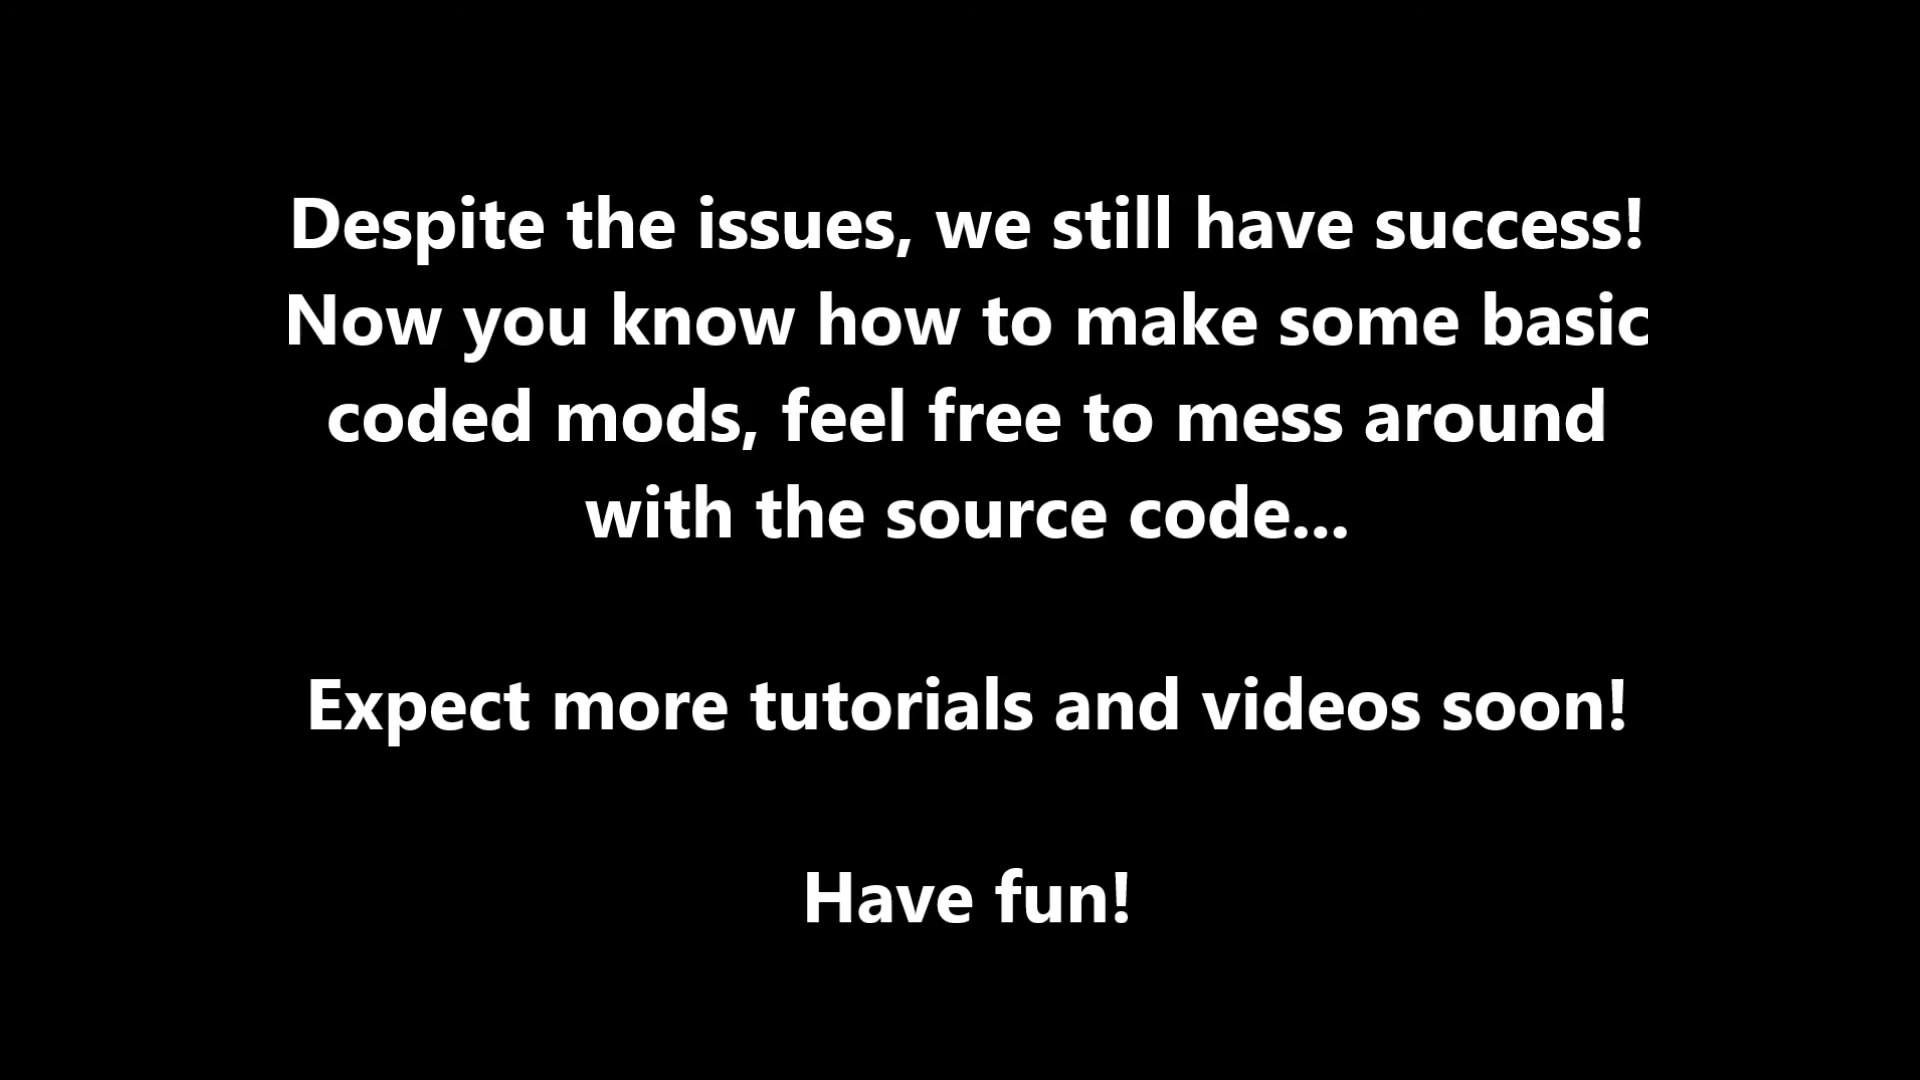 Despite the issues, we still have success!
Now you know how to make some basic
coded mods, feel free to mess around
with the source code...
Expect more tutorials and videos soon!
Have fun!